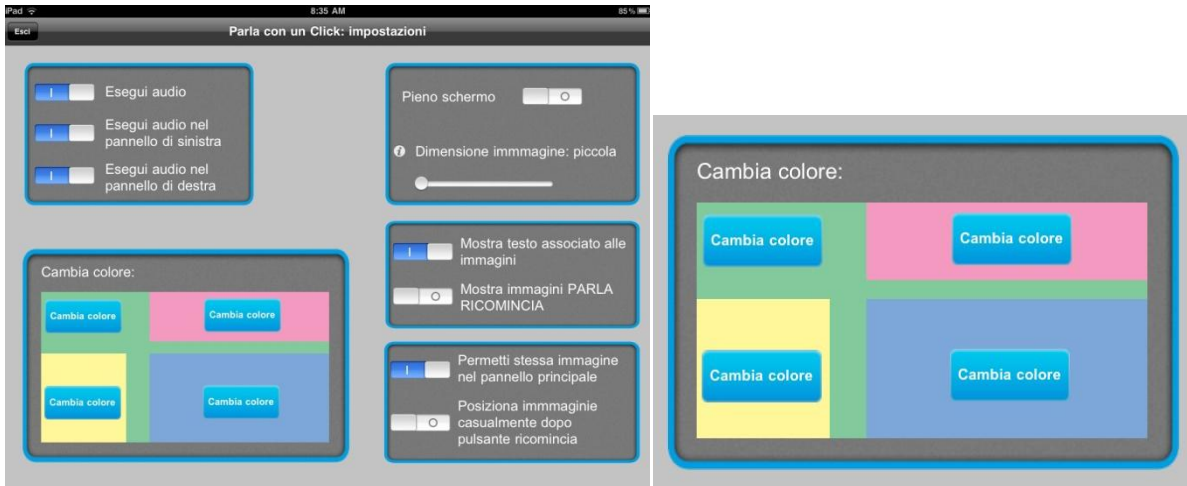 iPad 8:35 AM 85 %
Esci Parla con un Click: impostazioni
Esegui audio
Esegui audio nel
pannello di sinistra
Esegui audio nel
pannello di destra
Pieno schermo
Dimensione immmagine: piccola
Mostra testo associato alle
immagini
Mostra immagini PARLA
RICOMINCIA
Cambia colore:
Cambia colore Cambia colore
Cambia colore Cambia colore
Permetti stessa immagine
nel pannello principale
Posiziona immmaginie
casualmente dopo
pulsante ricomincia
Cambia colore:
Cambia colore Cambia colore
Cambia colore Cambia colore